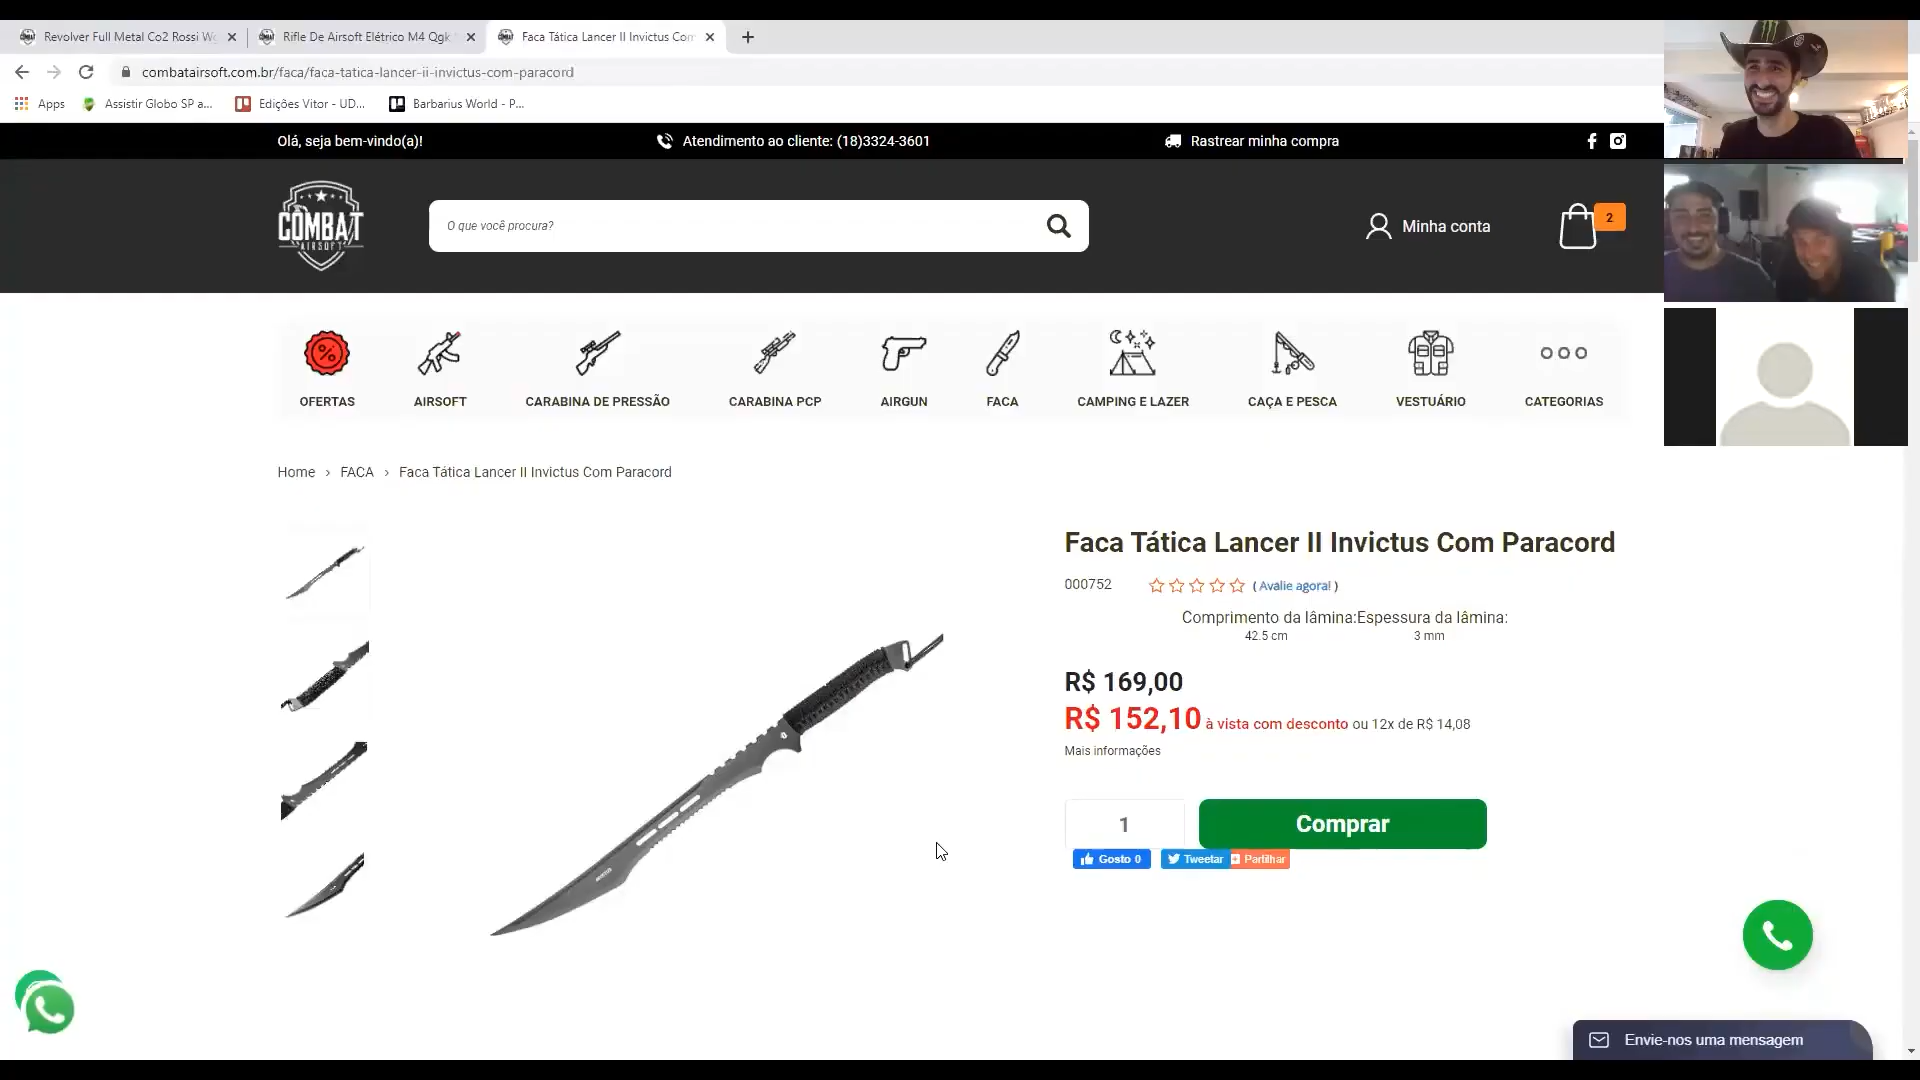 Revolver Full Metal Co2 Rossi Wg
Rifle De Airsoft Elétrico M4 Qgk
Faca Tática Lancer II Invictus Com
combatairsoft.com.br/faca/faca-tatica-lancer-ii-invictus-com-paracord
Apps
Assistir Globo SP a...
Edições Vitor - UD...
Barbarius World - P...
Olá, seja bem-vindo(a)!
Atendimento ao cliente: (18)3324-3601
Rastrear minha compra
COMBAT
AIRSOFT
O que você procura?
Minha conta
2
OFERTAS
AIRSOFT
CARABINA DE PRESSÃO
CARABINA PCP
AIRGUN
FACA
CAMPING E LAZER
CAÇA E PESCA
VESTUÁRIO
CATEGORIAS
Home › FACA › Faca Tática Lancer II Invictus Com Paracord
Faca Tática Lancer II Invictus Com Paracord
000752
( Avalie agora! )
Comprimento da lâmina:Espessura da lâmina:
42.5 cm
3 mm
R$ 169,00
R$ 152,10 à vista com desconto ou 12x de R$ 14,08
Mais informações
1
Comprar
Gosto 0
Tweetar
Partilhar
Envie-nos uma mensagem